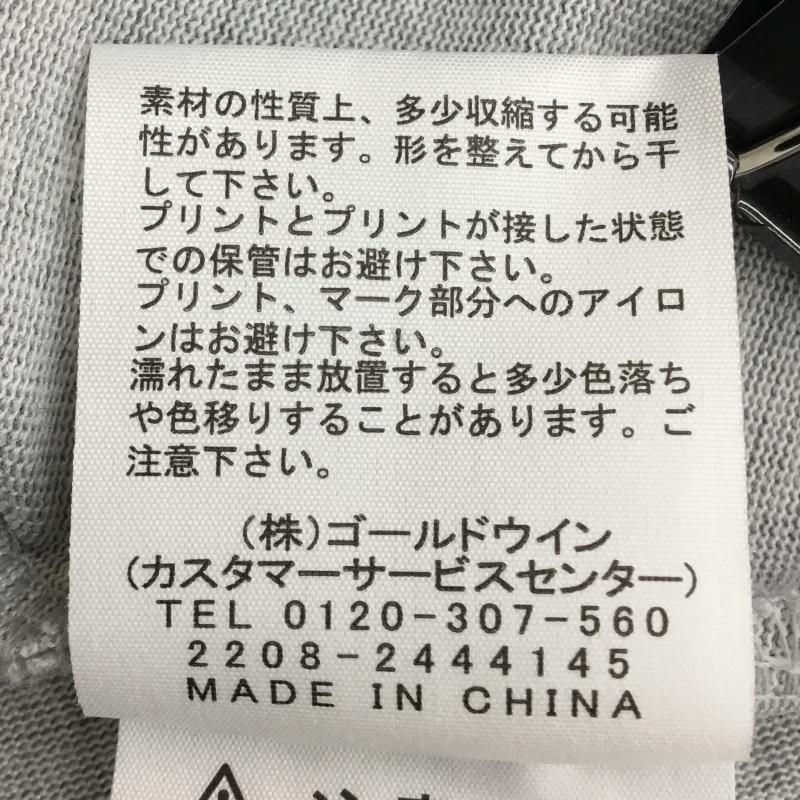 素材の性質上、多少収縮する可能
性があります。形を整えてから干
して下さい。
プリントとプリントが接した状態
での保管はお避け下さい。
プリント、マーク部分へのアイロ
ンはお避け下さい。
濡れたまま放置すると多少色落ち
や色移りすることがあります。ご
注意下さい。
(株)ゴールドウイン
(カスタマーサービスセンター)
TEL 0120-307-560
2208-2444145
MADE IN CHINA